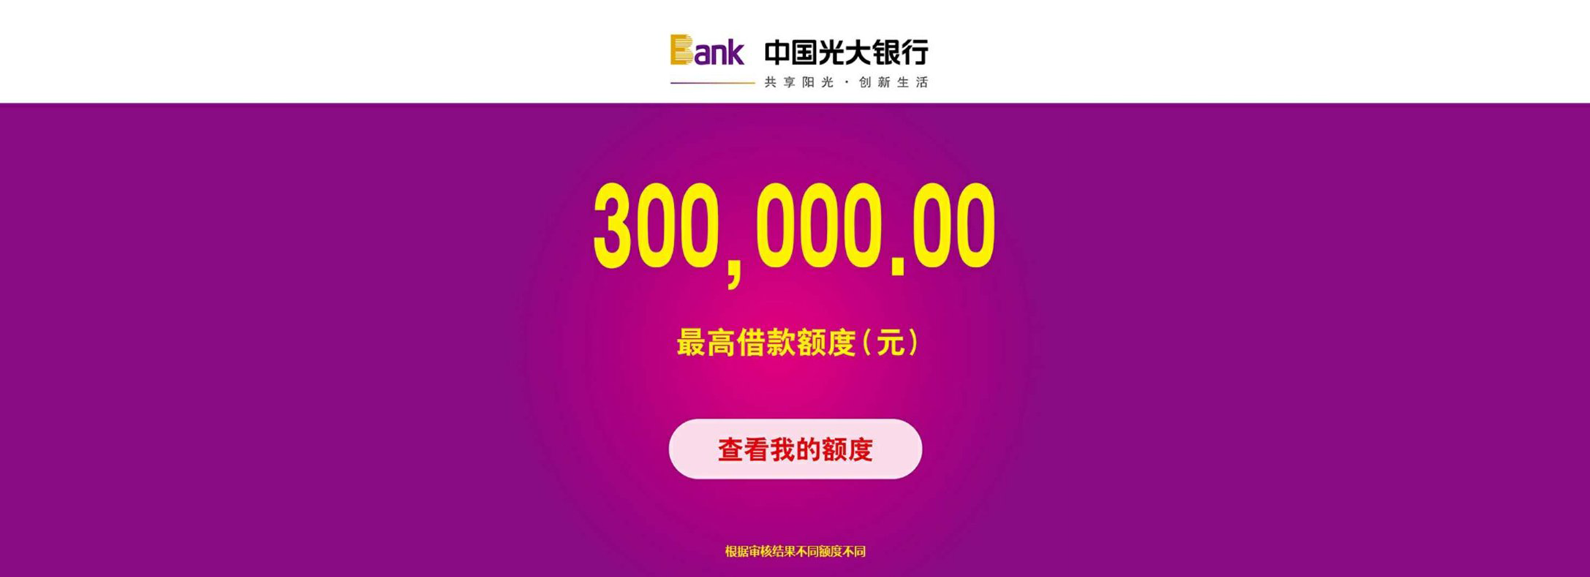 Bank 中国光大银行
共享阳光·创新生活
300,000.00
最高借款额度(元)
查看我的额度
根据审核结果不同额度不同